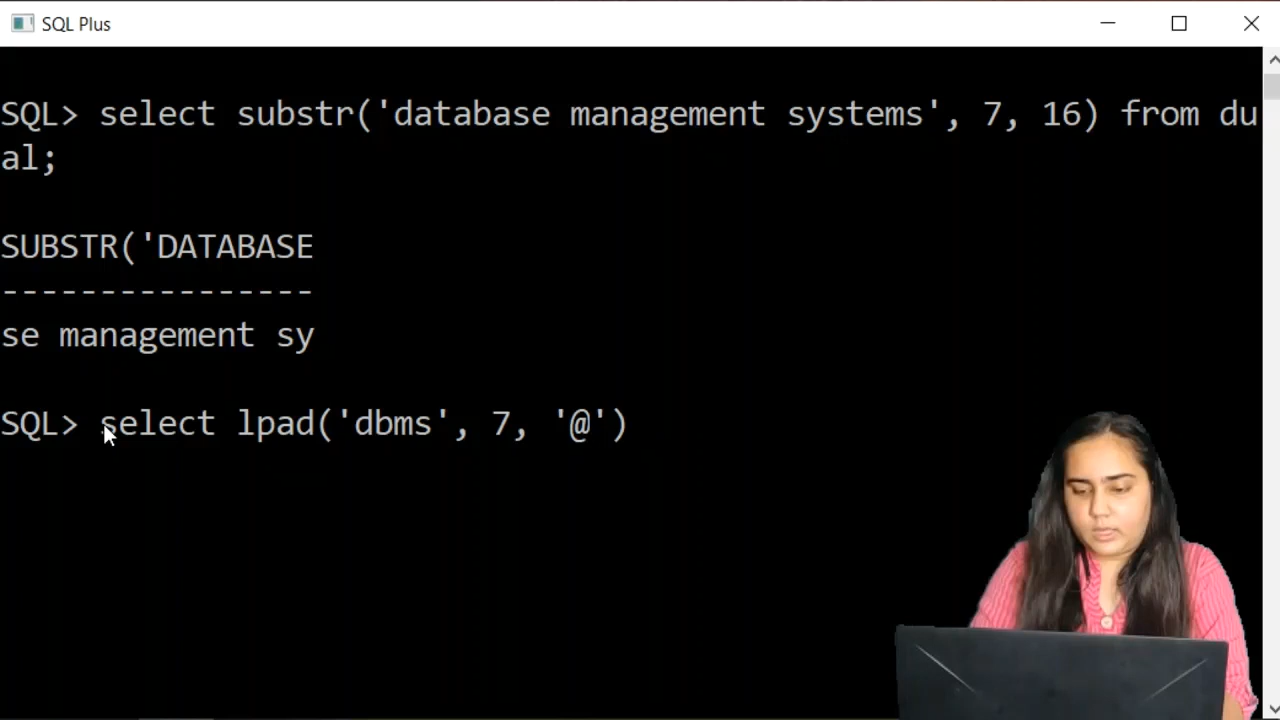 SQL Plus
SQL> select substr('database management systems', 7, 16) from du
al;
SUBSTR('DATABASE
----------------
se management sy
SQL> select lpad('dbms', 7, '@')